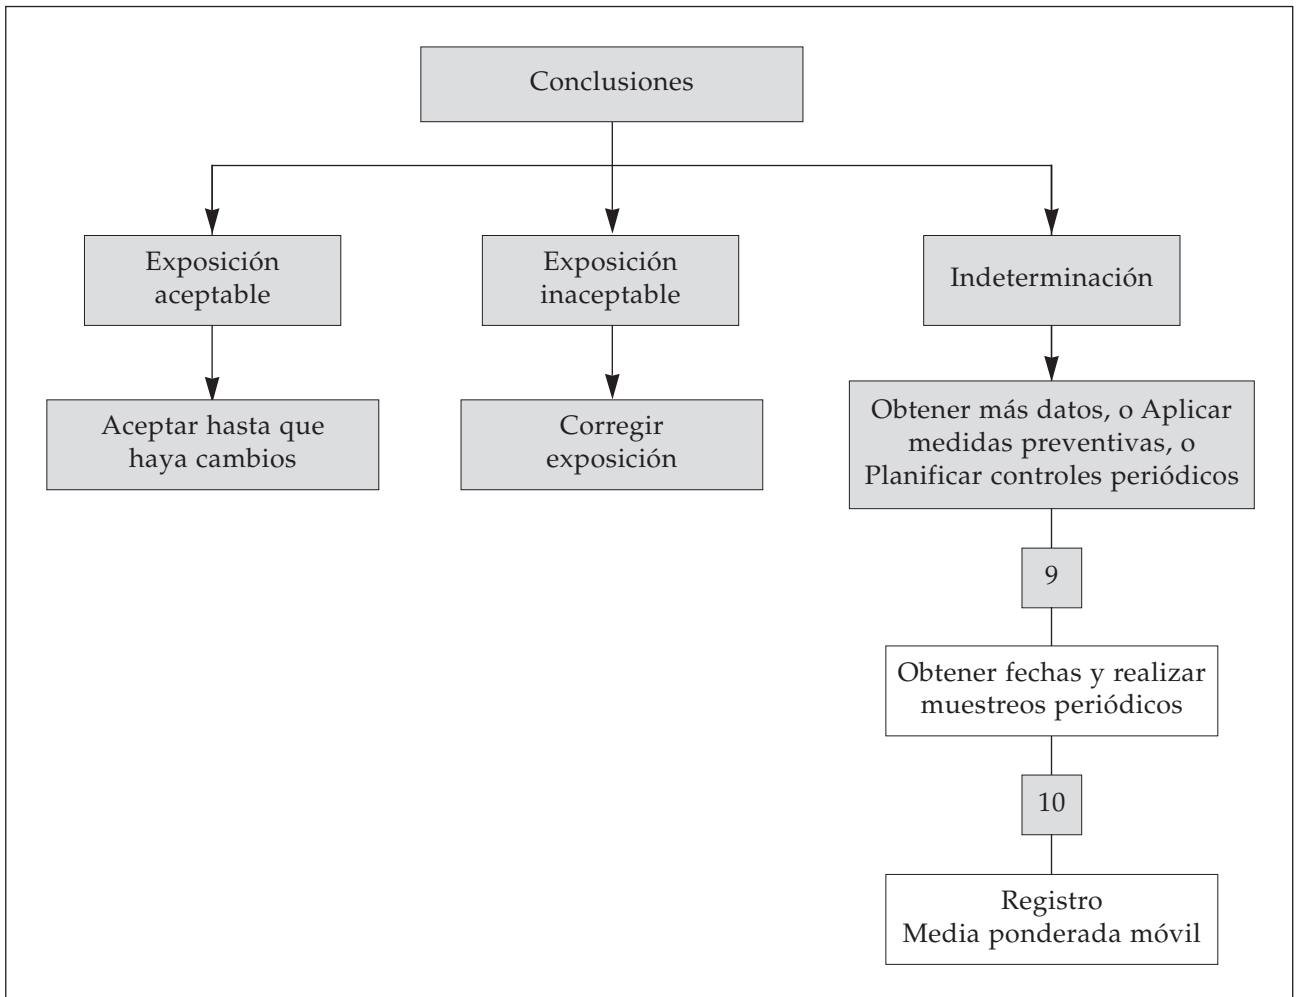 Conclusiones
Exposición
aceptable
Exposición
inaceptable
Indeterminación
Aceptar hasta que
haya cambios
Corregir
exposición
Obtener más datos, o Aplicar
medidas preventivas, o
Planificar controles periódicos
9
Obtener fechas y realizar
muestreos periódicos
10
Registro
Media ponderada móvil